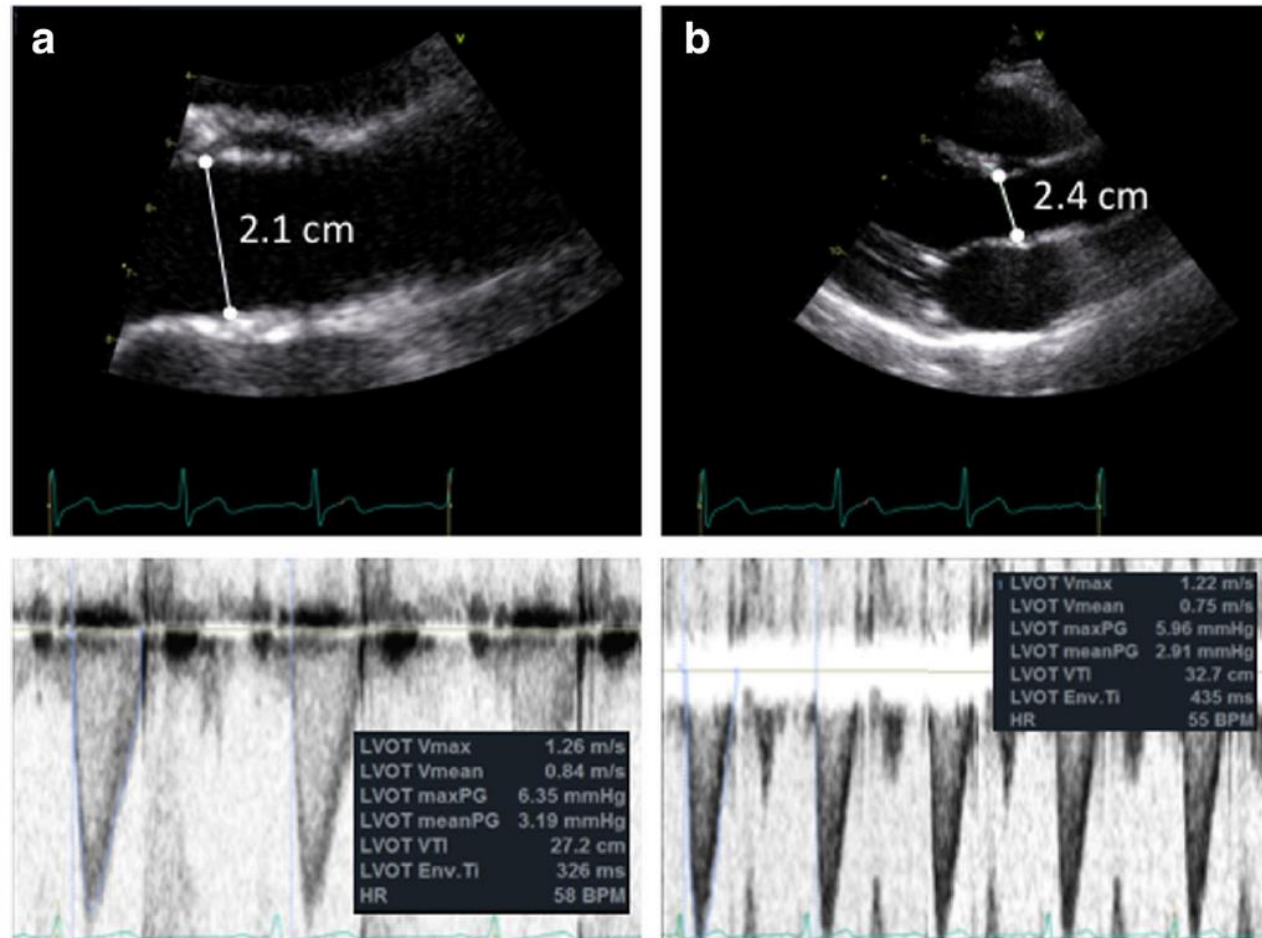 a
b
V
V
2.1 cm
2.4 cm
LVOT Vmax 1.26 m/s
LVOT Vmean 0.84 m/s
LVOT maxPG 6.35 mmHg
LVOT meanPG 3.19 mmHg
LVOT VTI 27.2 cm
LVOT Env.Ti 326 ms
HR 58 BPM
1 LVOT Vmax 1.22 m/s
LVOT Vmean 0.75 m/s
LVOT maxPG 5.96 mmHg
LVOT meanPG 2.91 mmHg
LVOT VTI 32.7 cm
LVOT Env.Ti 435 ms
HR 55 BPM